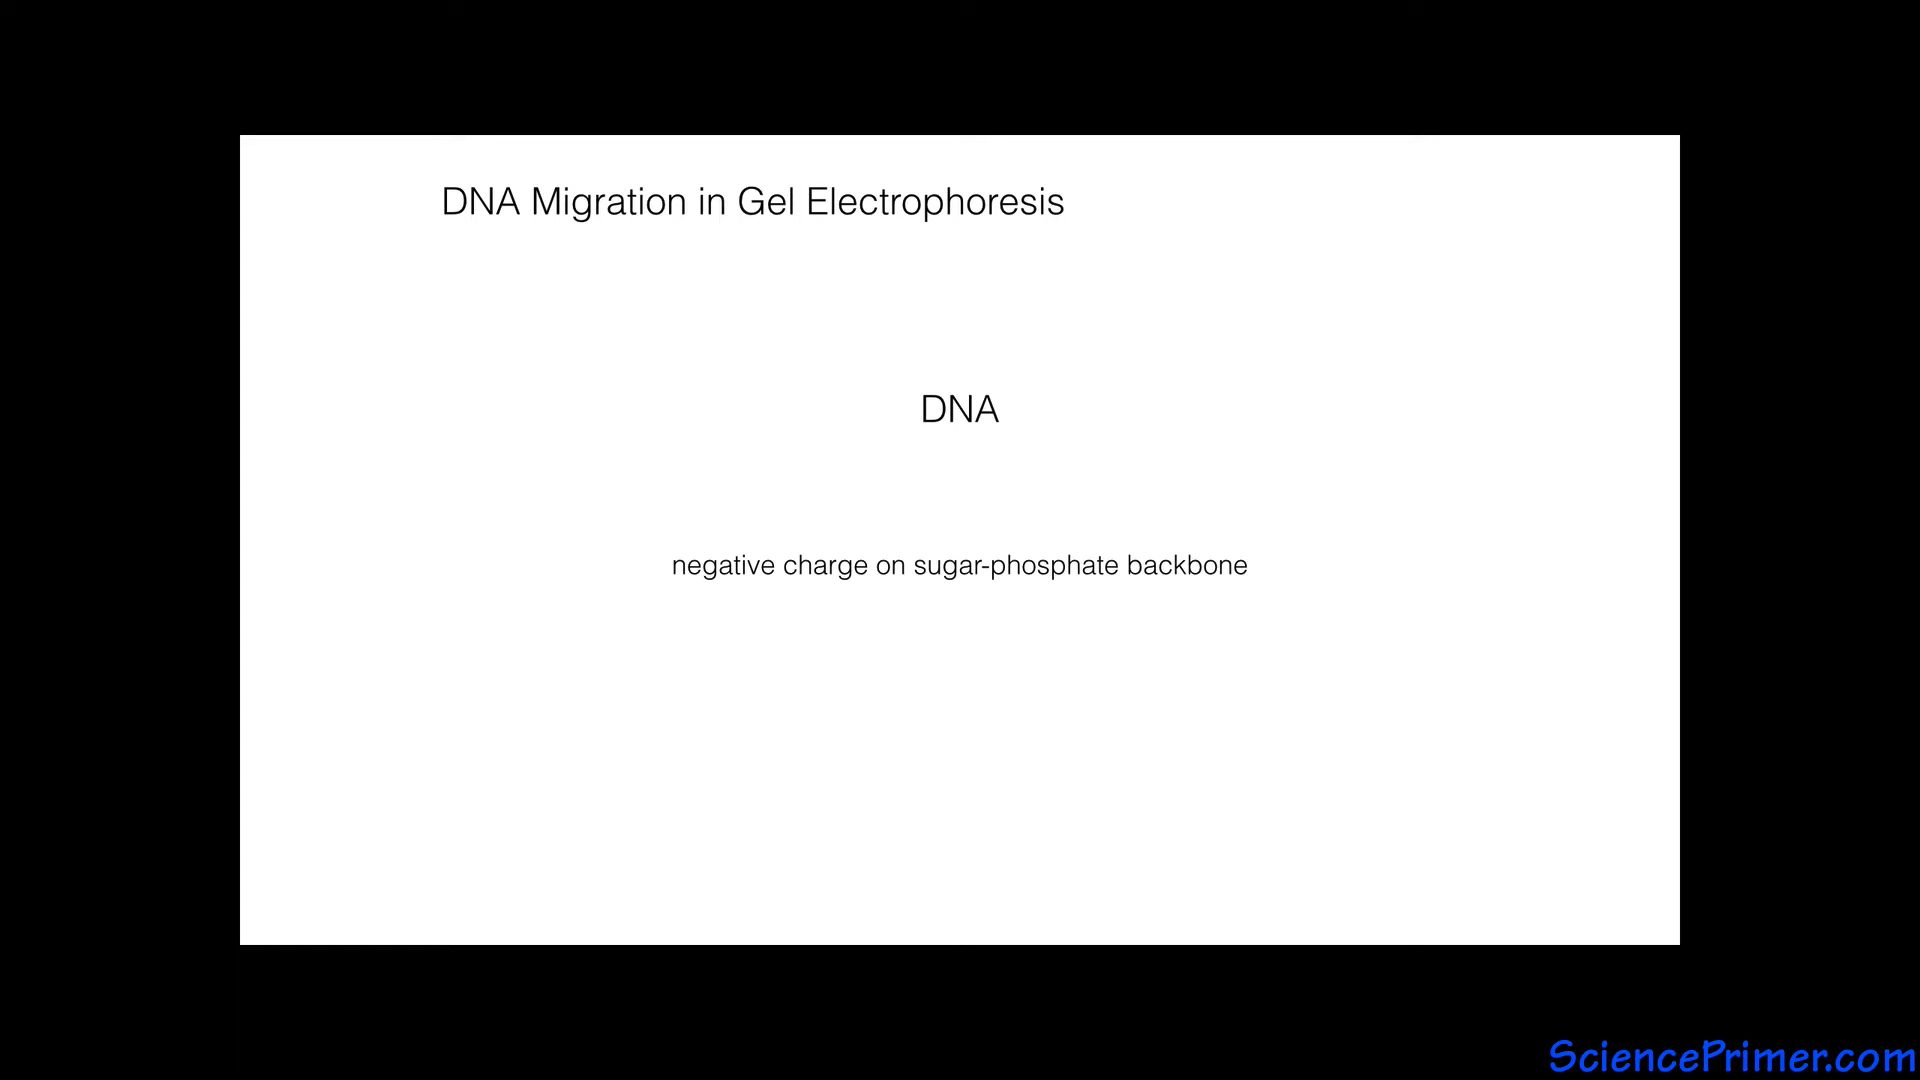 DNA Migration in Gel Electrophoresis
DNA
negative charge on sugar-phosphate backbone
SciencePrimer.com